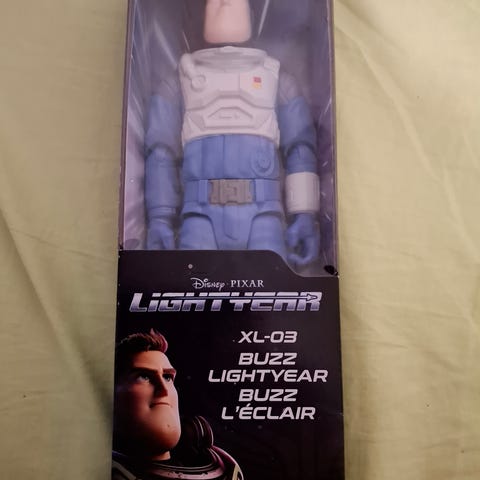 Disney · PIXAR
LIGHTYEAR
XL-03
BUZZ
LIGHTYEAR
BUZZ
L'ÉCLAIR